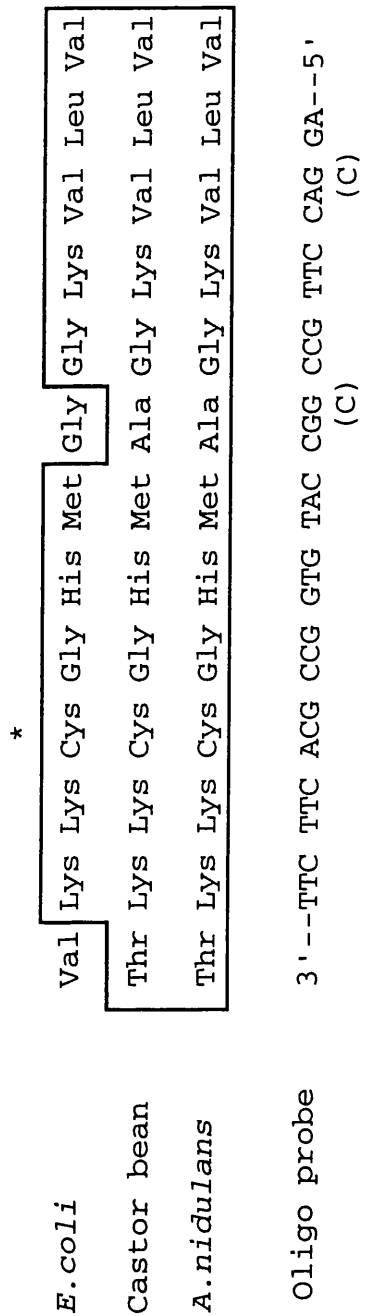 *
E.coli Val Lys Lys Cys Gly His Met Gly Gly Lys Val Leu Val
Castor bean Thr Lys Lys Cys Gly His Met Ala Gly Lys Val Leu Val
A.nidulans Thr Lys Lys Cys Gly His Met Ala Gly Lys Val Leu Val
Oligo probe 3'--TTC TTC ACG CCG GTG TAC CGG CCG TTC CAG GA--5'
(C) (C)